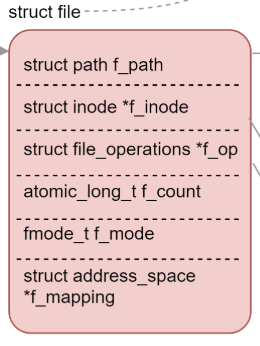 struct file
struct path f_path
struct inode *f_inode
struct file_operations *f_op
atomic_long_t f_count
fmode_t f_mode
struct address_space
*f_mapping